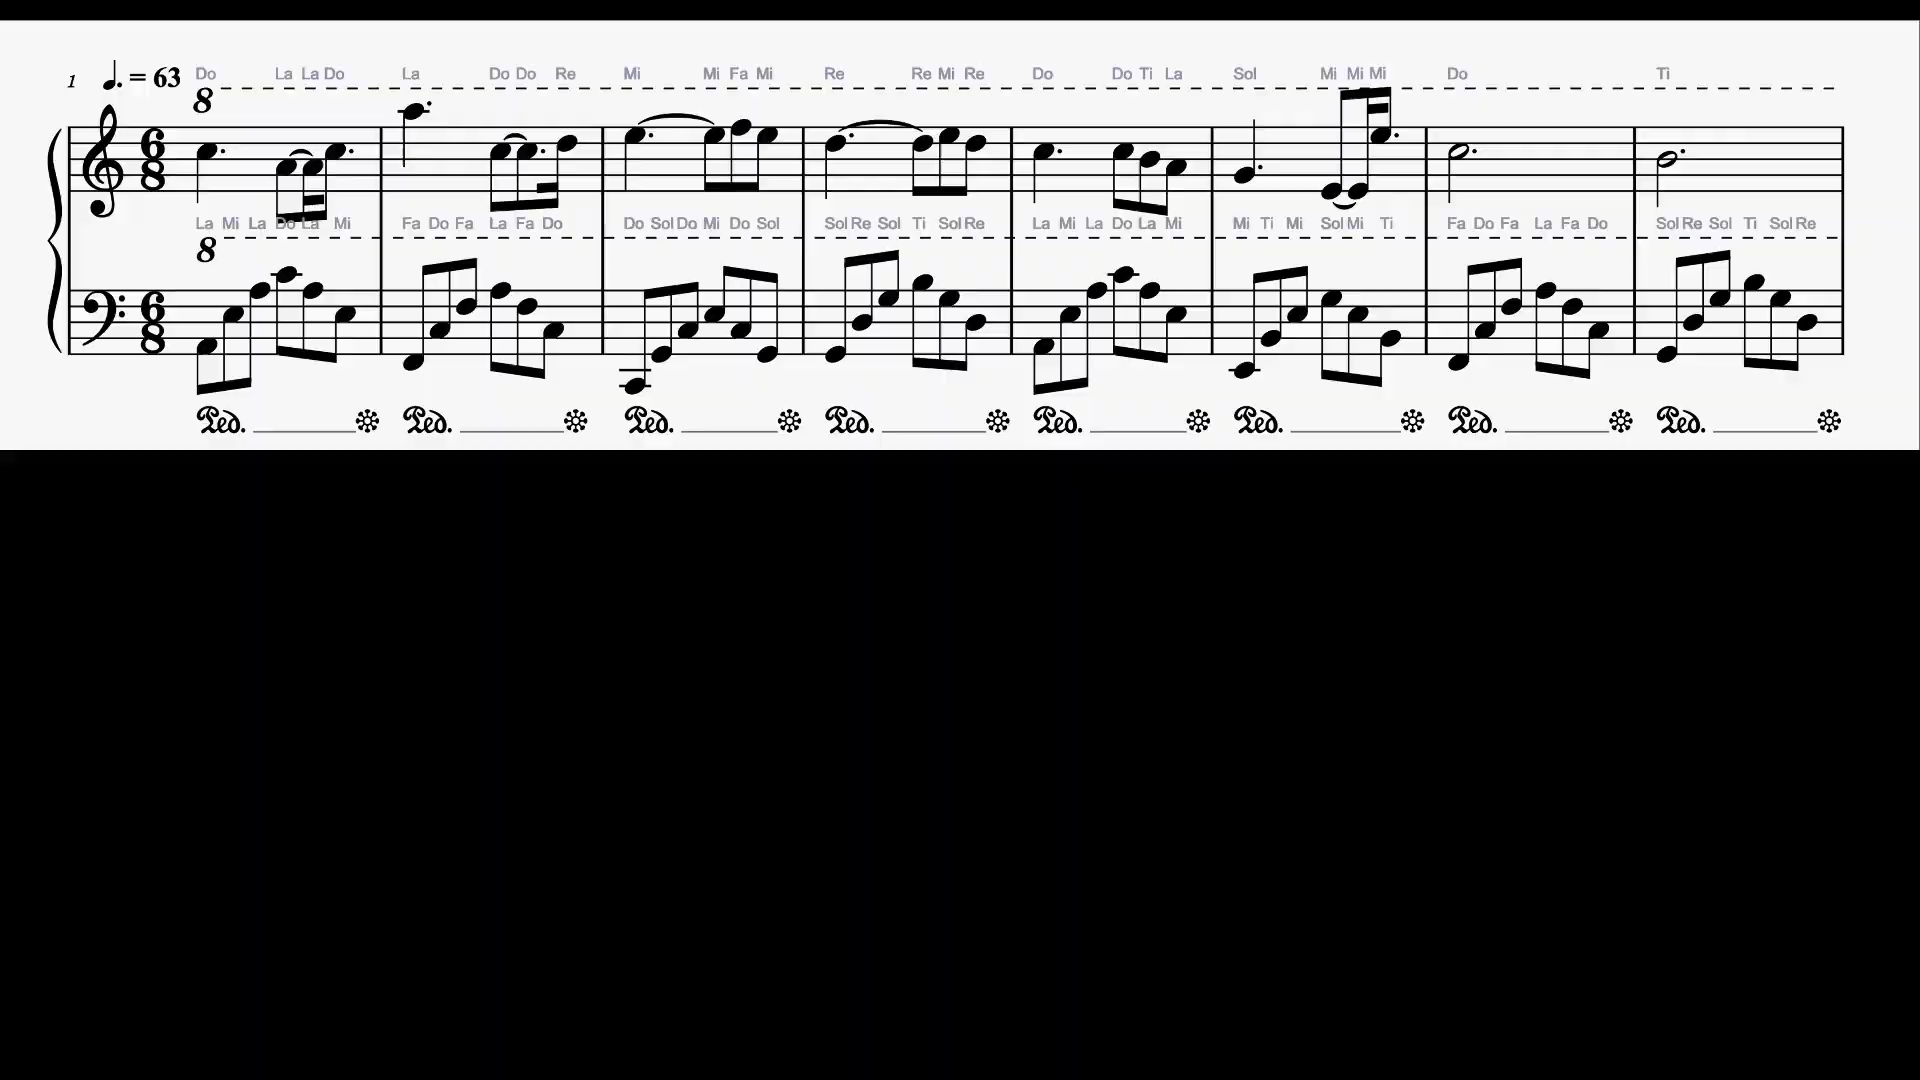 1 ♩. = 63 Do La La Do La Do Do Re Mi Mi Fa Mi Re Re Mi Re Do Do Ti La Sol Mi Mi Mi Do Ti
8
6 8
La Mi La Do La Mi Fa Do Fa La Fa Do Do Sol Do Mi Do Sol Sol Re Sol Ti Sol Re La Mi La Do La Mi Mi Ti Mi Sol Mi Ti Fa Do Fa La Fa Do Sol Re Sol Ti Sol Re
8
6 8
Ped. Ped. Ped. Ped. Ped. Ped. Ped. Ped.